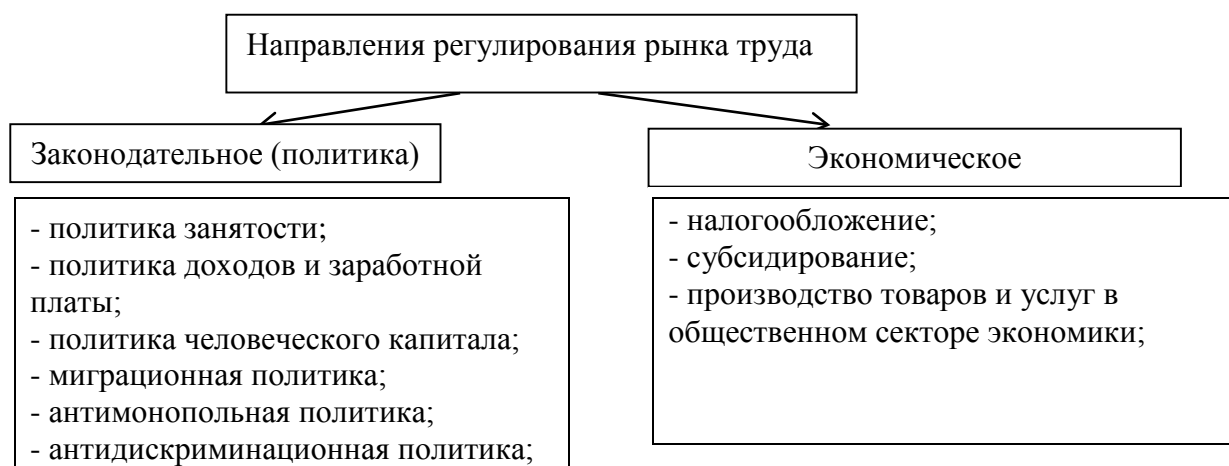 Направления регулирования рынка труда
Законодательное (политика)
- политика занятости;
- политика доходов и заработной
платы;
- политика человеческого капитала;
- миграционная политика;
- антимонопольная политика;
- антидискриминационная политика;
Экономическое
- налогообложение;
- субсидирование;
- производство товаров и услуг в
общественном секторе экономики;